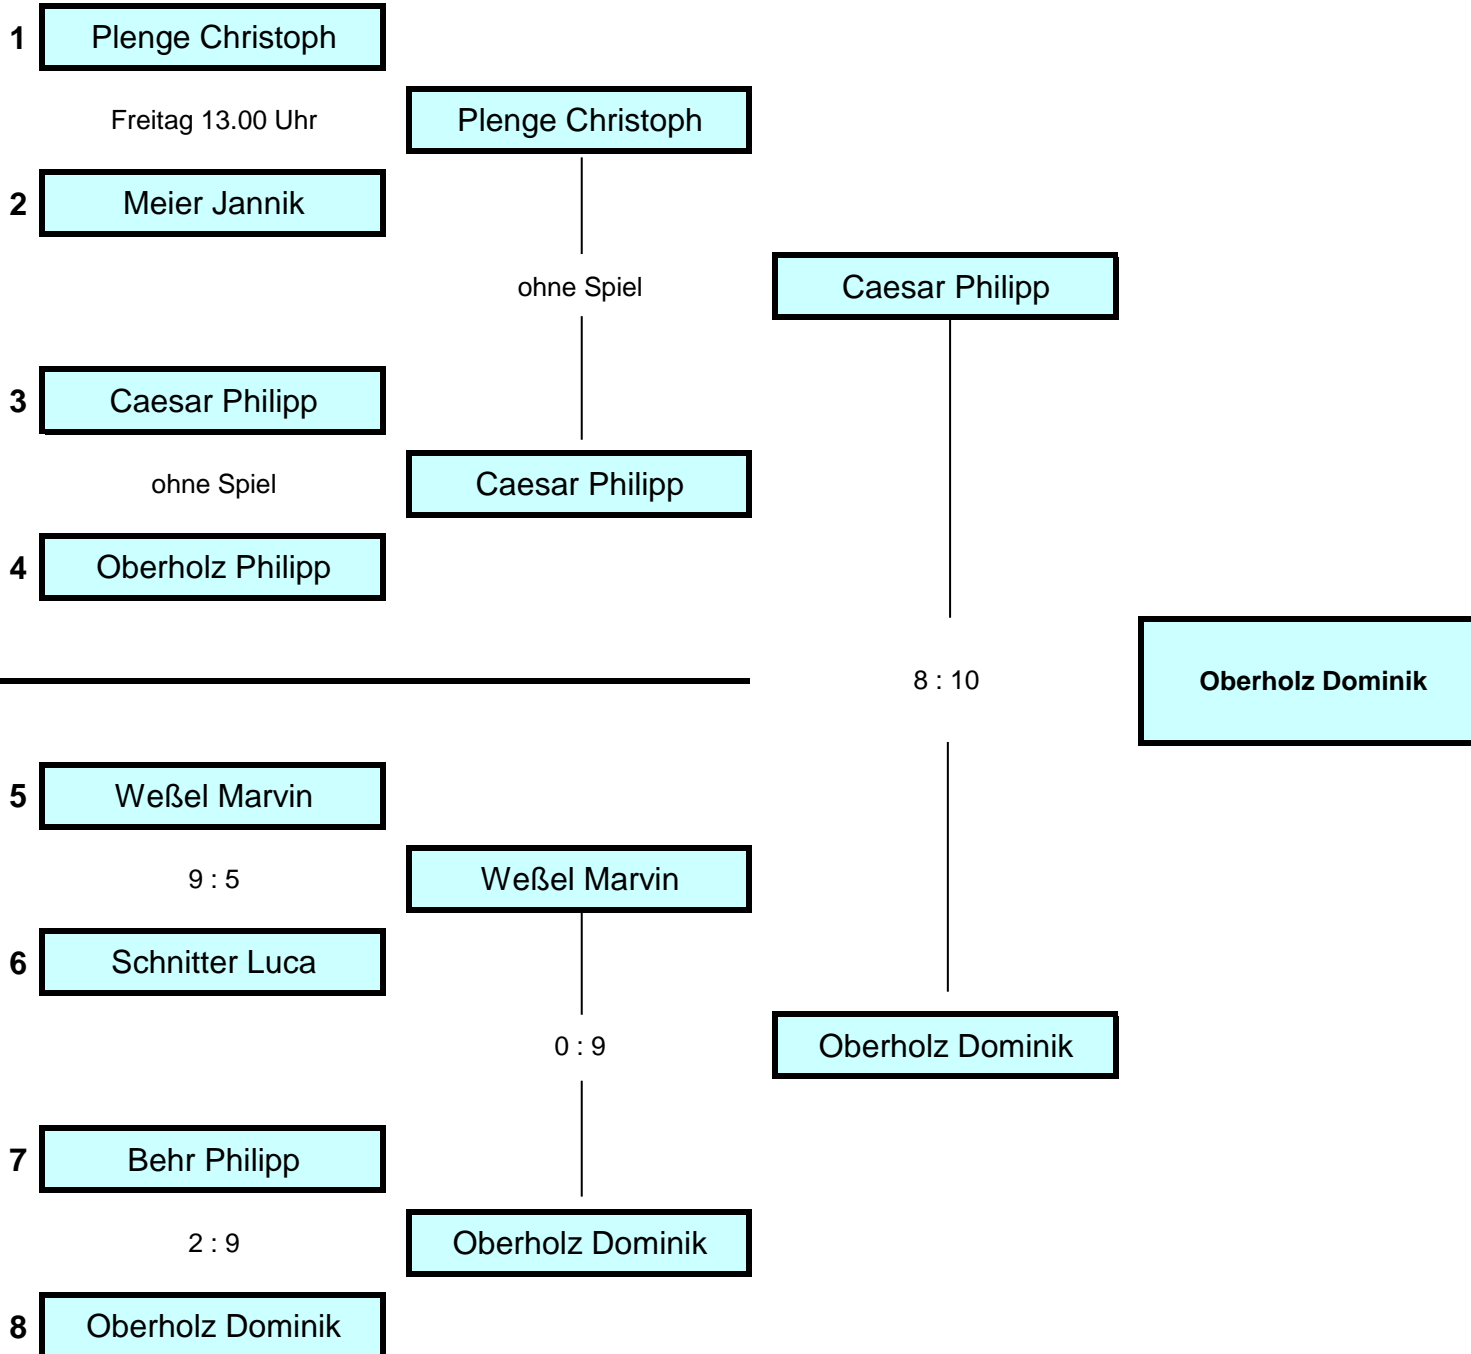 1 Plenge Christoph
Freitag 13.00 Uhr Plenge Christoph
2 Meier Jannik
ohne Spiel Caesar Philipp
3 Caesar Philipp
ohne Spiel Caesar Philipp
4 Oberholz Philipp
8 : 10 Oberholz Dominik
5 Weßel Marvin
9 : 5 Weßel Marvin
6 Schnitter Luca
0 : 9 Oberholz Dominik
7 Behr Philipp
2 : 9 Oberholz Dominik
8 Oberholz Dominik